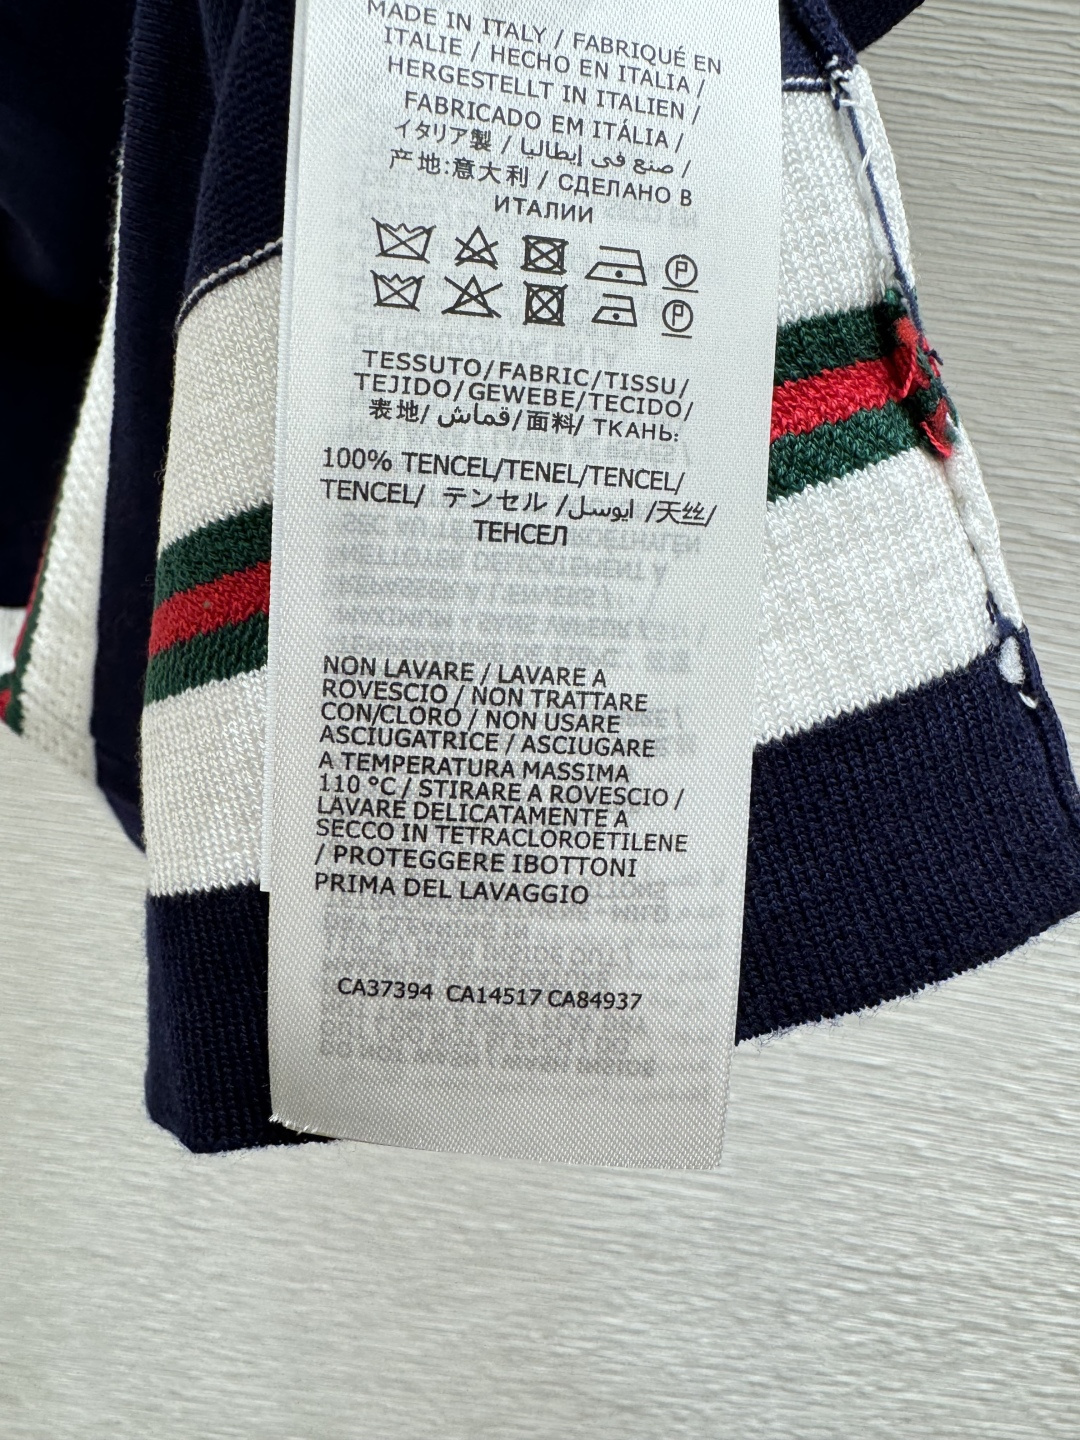 MADE IN ITALY / FABRIQUÉ EN
ITALIE / HECHO EN ITALIA /
HERGESTELLT IN ITALIEN /
FABRICADO EM ITÁLIA /
イタリア製 / صنع في إيطاليا /
产地:意大利 / СДЕЛАНО В
ИТАЛИИ
TESSUTO/FABRIC/TISSU/
TEJIDO/GEWEBE/TECIDO/
表地/ قماش/面料/ ТКАНЬ:
100% TENCEL/TENEL/TENCEL/
TENCEL/ テンセル /ايوسل /天丝/
ТЕНСЕЛ
NON LAVARE / LAVARE A
ROVESCIO / NON TRATTARE
CON/CLORO / NON USARE
ASCIUGATRICE / ASCIUGARE
A TEMPERATURA MASSIMA
110 °C / STIRARE A ROVESCIO /
LAVARE DELICATAMENTE A
SECCO IN TETRACLOROETILENE
/ PROTEGGERE IBOTTONI
PRIMA DEL LAVAGGIO
CA37394 CA14517 CA84937